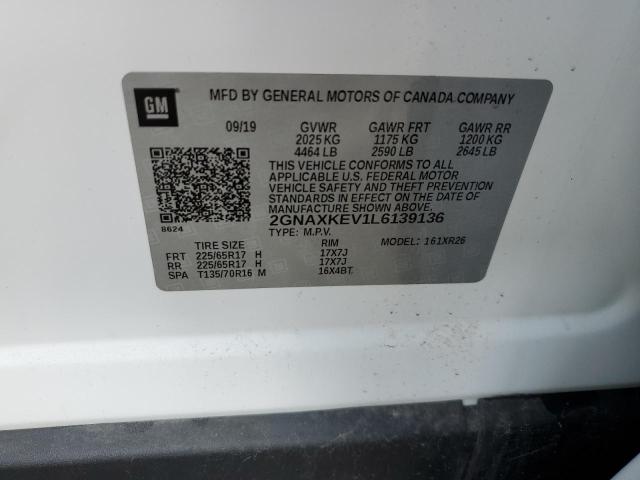 GM
MFD BY GENERAL MOTORS OF CANADA COMPANY
09/19 GVWR GAWR FRT GAWR RR
2025 KG 1175 KG 1200 KG
4464 LB 2590 LB 2645 LB
THIS VEHICLE CONFORMS TO ALL
APPLICABLE U.S. FEDERAL MOTOR
VEHICLE SAFETY AND BUMPER
STANDARDS IN EFFECT ON THE DATE OF
MANUFACTURE SHOWN ABOVE.
2GNAXKEV1L6139136
8624
TYPE: M.P.V. MODEL: 161XR26
TIRE SIZE RIM
FRT 225/65R17 H 17X7J
RR 225/65R17 H 17X7J
SPA T135/70R16 M 16X4BT.